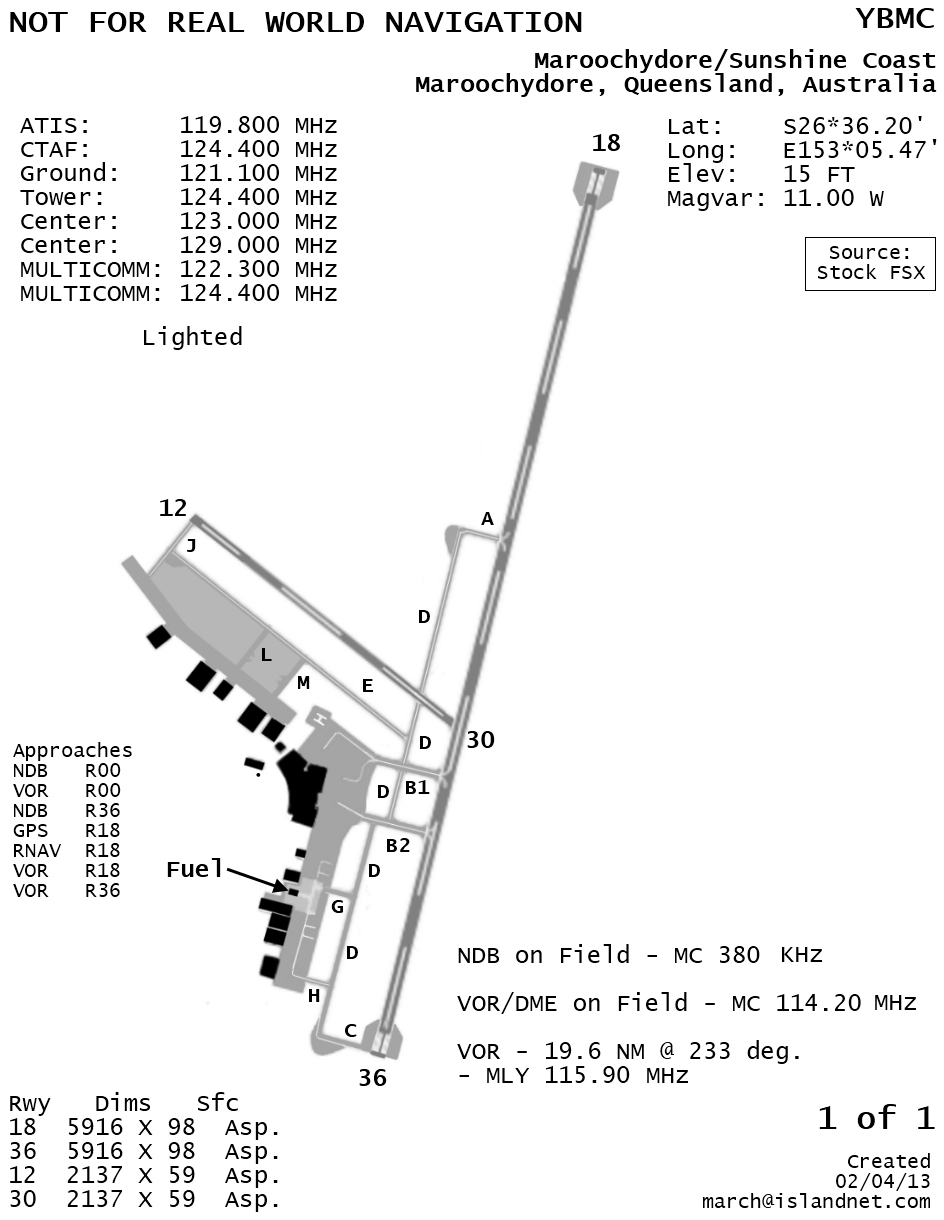 NOT FOR REAL WORLD NAVIGATION
YBMC
Maroochydore/Sunshine Coast
Maroochydore, Queensland, Australia
ATIS: 119.800 MHz
CTAF: 124.400 MHz
Ground: 121.100 MHz
Tower: 124.400 MHz
Center: 123.000 MHz
Center: 129.000 MHz
MULTICOMM: 122.300 MHz
MULTICOMM: 124.400 MHz
Lighted
Lat: S26*36.20'
Long: E153*05.47'
Elev: 15 FT
Magvar: 11.00 W
Source:
Stock FSX
18
12
A
J
D
L
M
E
H
D
30
B1
D
B2
D
Approaches
NDB R00
VOR R00
NDB R36
GPS R18
RNAV R18
VOR R18
VOR R36
Fuel
G
D
H
C
36
NDB on Field - MC 380 KHz
VOR/DME on Field - MC 114.20 MHz
VOR - 19.6 NM @ 233 deg.
- MLY 115.90 MHz
Rwy Dims Sfc
18 5916 X 98 Asp.
36 5916 X 98 Asp.
12 2137 X 59 Asp.
30 2137 X 59 Asp.
1 of 1
Created
02/04/13
march@islandnet.com